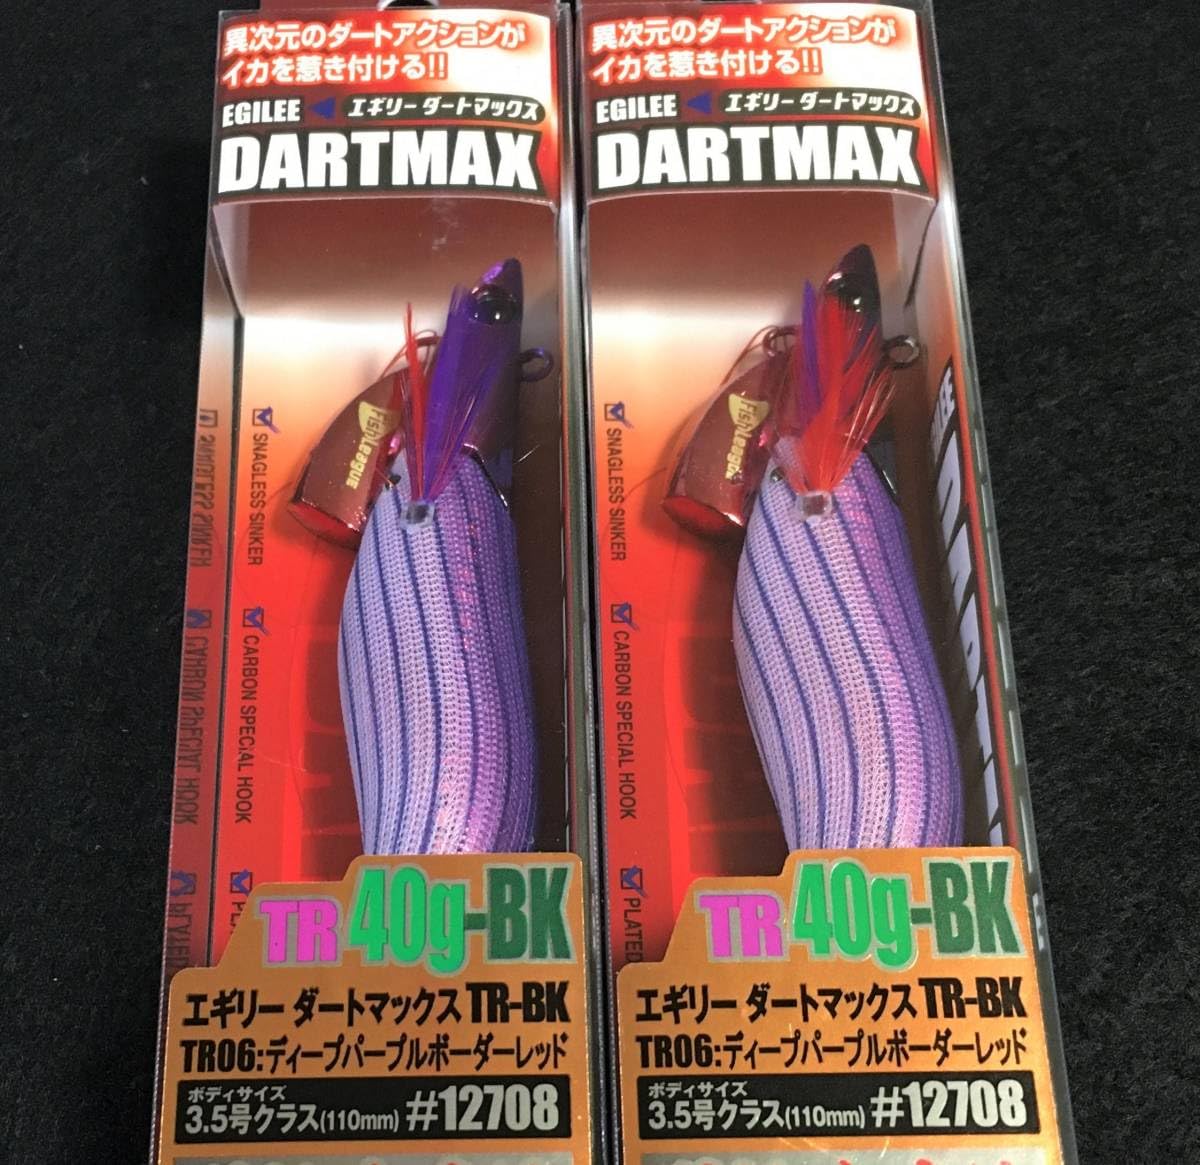 異次元のダートアクションが
イカを惹き付ける!!
EGILEE エギリー ダートマックス
DARTMAX
FishLeague
SNAGLESS SINKER
CARBON SPECIAL HOOK
TR 40g-BK
エギリー ダートマックス TR-BK
TR06:ディープパープルボーダーレッド
ボディサイズ
3.5号クラス(110mm) #12708
異次元のダートアクションが
イカを惹き付ける!!
EGILEE エギリー ダートマックス
DARTMAX
FishLeague
SNAGLESS SINKER
CARBON SPECIAL HOOK
PLATED
TR 40g-BK
エギリー ダートマックス TR-BK
TR06:ディープパープルボーダーレッド
ボディサイズ
3.5号クラス(110mm) #12708